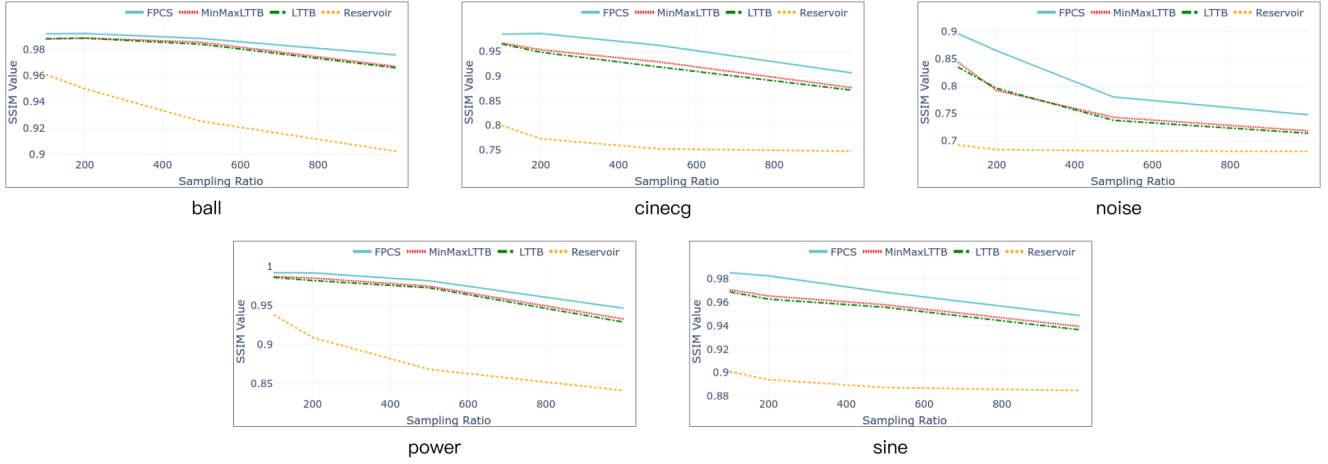 FPCS MinMaxLTTB LTTB Reservoir
SSIM Value
0.98
0.96
0.94
0.92
0.9
200 400 600 800
Sampling Ratio
ball
FPCS MinMaxLTTB LTTB Reservoir
SSIM Value
0.95
0.9
0.85
0.8
0.75
200 400 600 800
Sampling Ratio
cinecg
FPCS MinMaxLTTB LTTB Reservoir
SSIM Value
0.9
0.85
0.8
0.75
0.7
200 400 600 800
Sampling Ratio
noise
FPCS MinMaxLTTB LTTB Reservoir
SSIM Value
1
0.95
0.9
0.85
200 400 600 800
Sampling Ratio
power
FPCS MinMaxLTTB LTTB Reservoir
SSIM Value
0.98
0.96
0.94
0.92
0.9
0.88
200 400 600 800
Sampling Ratio
sine